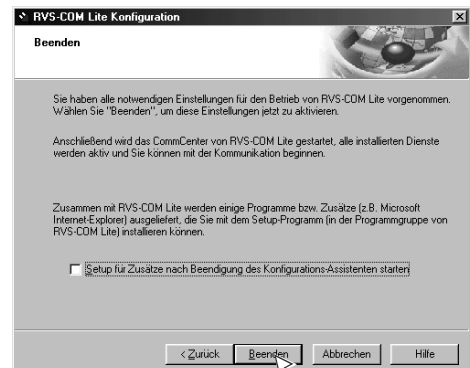 RVS-COM Lite Konfiguration
Beenden
Sie haben alle notwendigen Einstellungen für den Betrieb von RVS-COM Lite vorgenommen.
Wählen Sie "Beenden", um diese Einstellungen jetzt zu aktivieren.
Anschließend wird das CommCenter von RVS-COM Lite gestartet, alle installierten Dienste
werden aktiv und Sie können mit der Kommunikation beginnen.
Zusammen mit RVS-COM Lite werden einige Programme bzw. Zusätze (z.B. Microsoft
Internet-Explorer) ausgeliefert, die Sie mit dem Setup-Programm (in der Programmgruppe von
RVS-COM Lite) installieren können.
Setup für Zusätze nach Beendigung des Konfigurations-Assistenten starten
< Zurück Beenden Abbrechen Hilfe